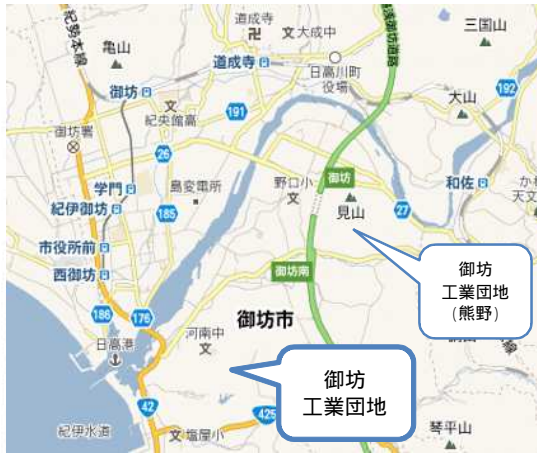 紀勢本線
亀山
道成寺
文大成中
三国山
道成寺
日高川町
役場
御坊
文
紀央館高
191
大山
192
御坊署
26
野口小
文
御坊
和佐
天文
学門
島変電所
見山
27
紀伊御坊
185
市役所前
西御坊
御坊南
御坊
工業団地
(熊野)
186
176
日高港
河南中
文
御坊市
御坊
工業団地
42
425
紀伊水道
文塩屋小
琴平山